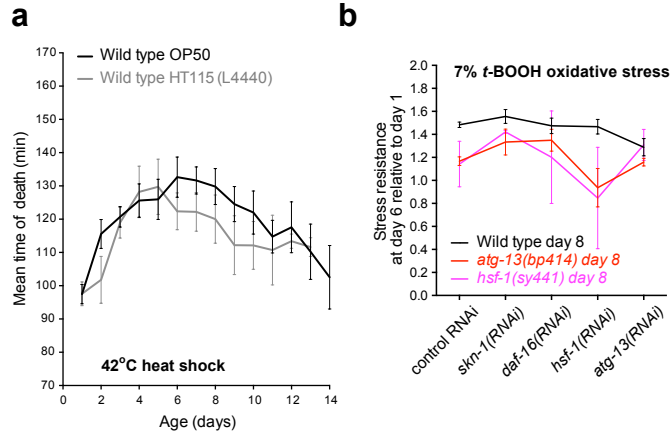 a
Wild type OP50
Wild type HT115 (L4440)
Mean time of death (min)
170
160
150
140
130
120
110
100
90
80
70
42°C heat shock
0
2
4
6
8
10
12
14
Age (days)
b
7% t-BOOH oxidative stress
Stress resistance
at day 6 relative to day 1
2.0
1.8
1.6
1.4
1.2
1.0
0.8
0.6
0.4
0.2
0.0
Wild type day 8
atg-13(bp414) day 8
hsf-1(sy441) day 8
control RNAi
skn-1(RNAi)
daf-16(RNAi)
hsf-1(RNAi)
atg-13(RNAi)